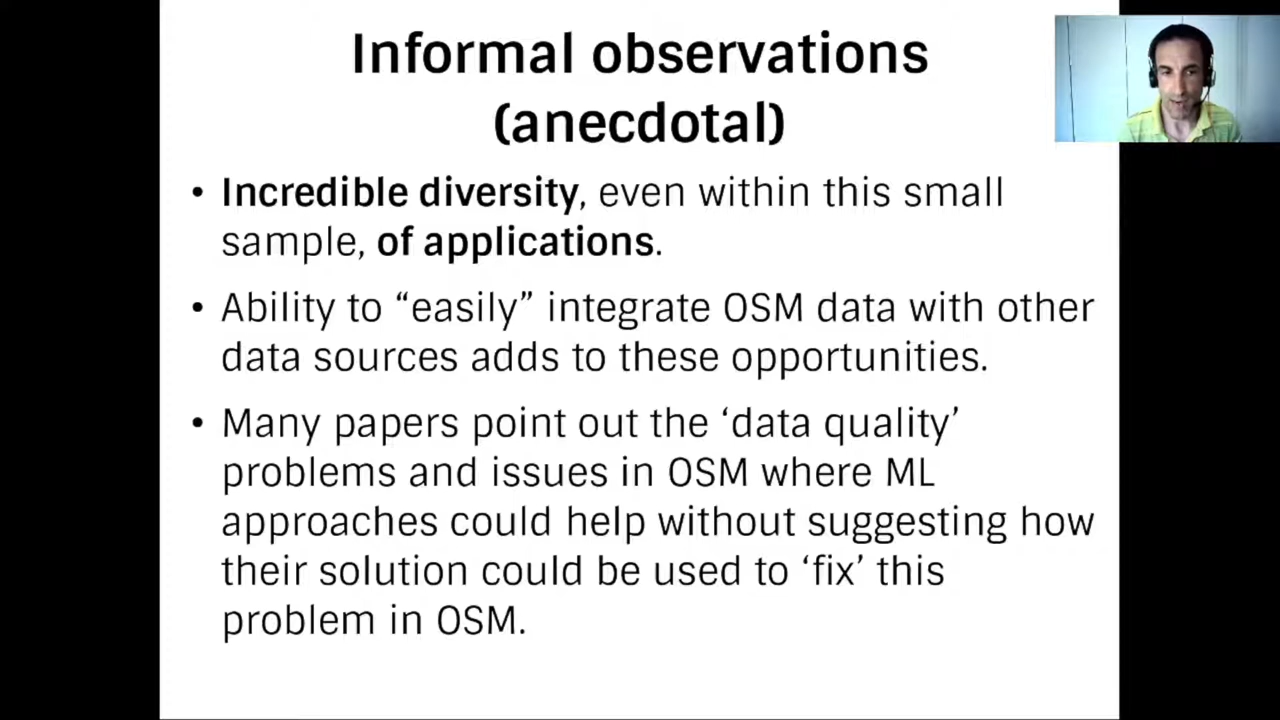 Informal observations
(anecdotal)
• Incredible diversity, even within this small
sample, of applications.
• Ability to “easily” integrate OSM data with other
data sources adds to these opportunities.
• Many papers point out the ‘data quality’
problems and issues in OSM where ML
approaches could help without suggesting how
their solution could be used to ‘fix’ this
problem in OSM.